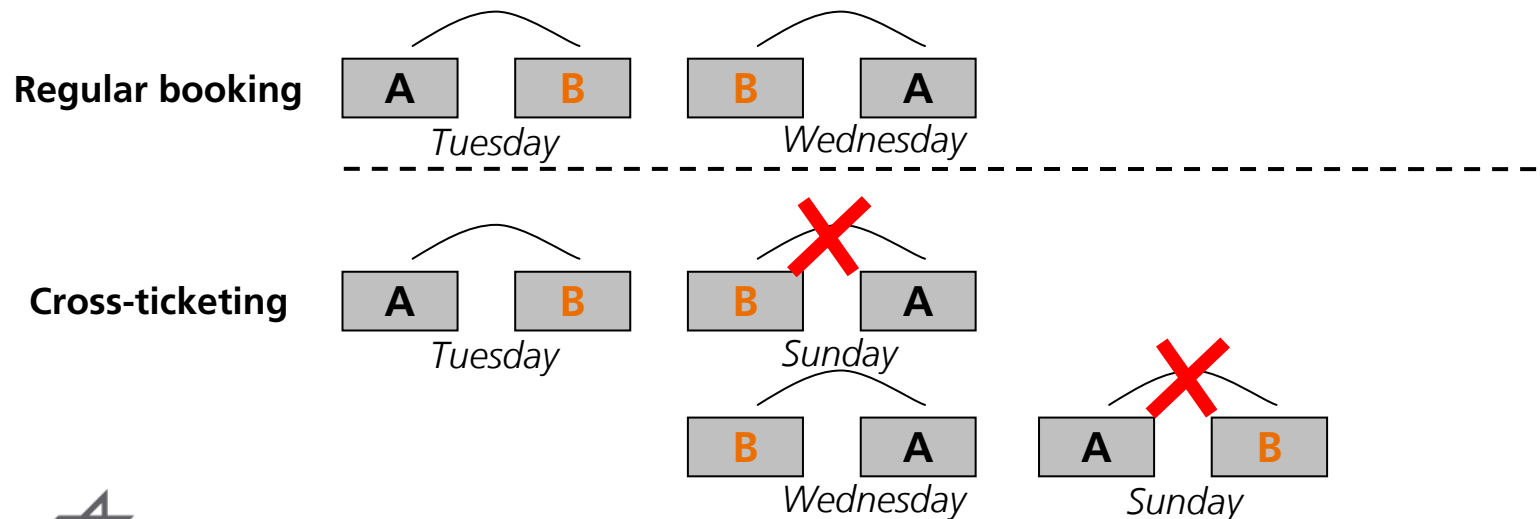 Regular booking A B B A
Tuesday Wednesday
Cross-ticketing A B B A
Tuesday Sunday
B A A B
Wednesday Sunday